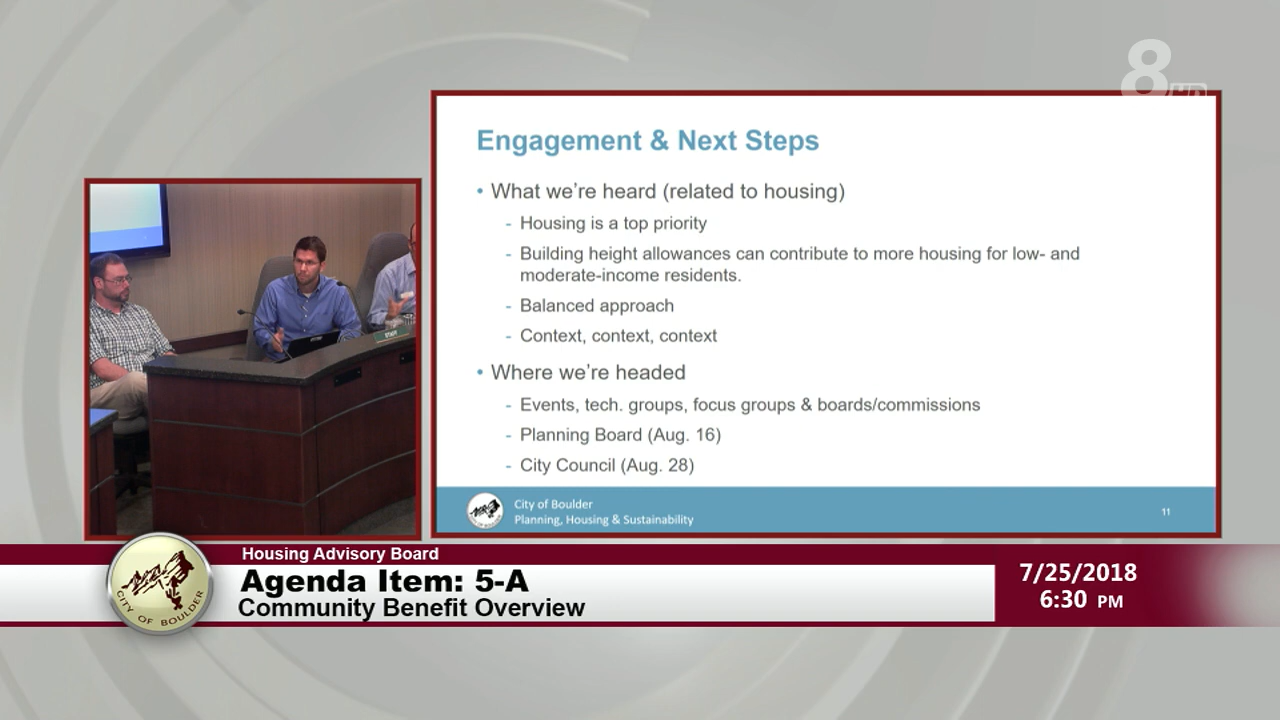 8
HD
Engagement & Next Steps
• What we're heard (related to housing)
- Housing is a top priority
- Building height allowances can contribute to more housing for low- and
moderate-income residents.
- Balanced approach
- Context, context, context
• Where we're headed
- Events, tech. groups, focus groups & boards/commissions
- Planning Board (Aug. 16)
- City Council (Aug. 28)
City of Boulder
Planning, Housing & Sustainability
11
STAFF
Housing Advisory Board
Agenda Item: 5-A
Community Benefit Overview
CITY OF BOULDER
7/25/2018
6:30 PM